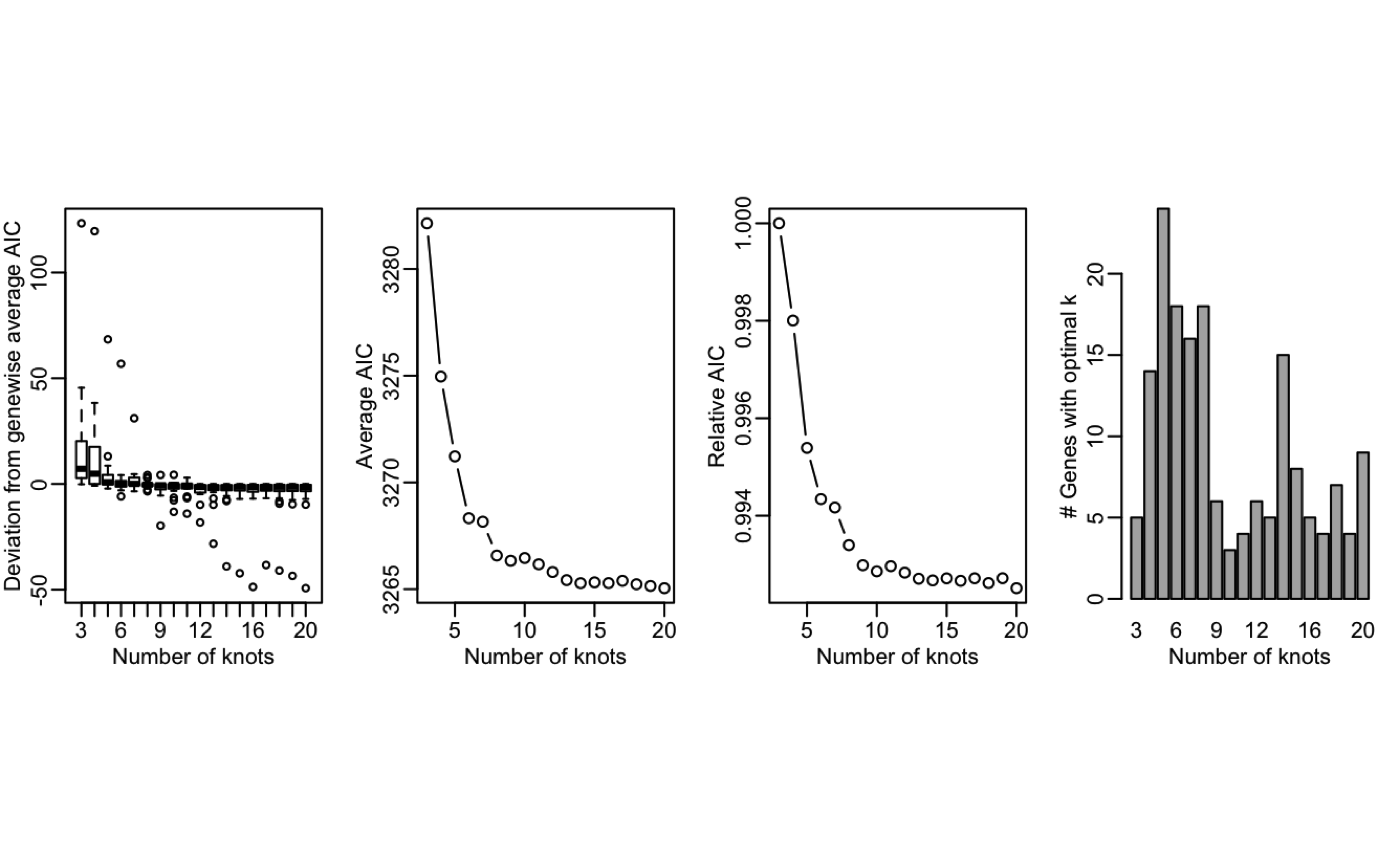 Deviation from genewise average AIC
100
50
0
-50
3 6 9 12 16 20
Number of knots
Average AIC
3280
3275
3270
3265
5 10 15 20
Number of knots
Relative AIC
1.000
0.998
0.996
0.994
5 10 15 20
Number of knots
# Genes with optimal k
20
15
10
5
0
3 6 9 12 16 20
Number of knots